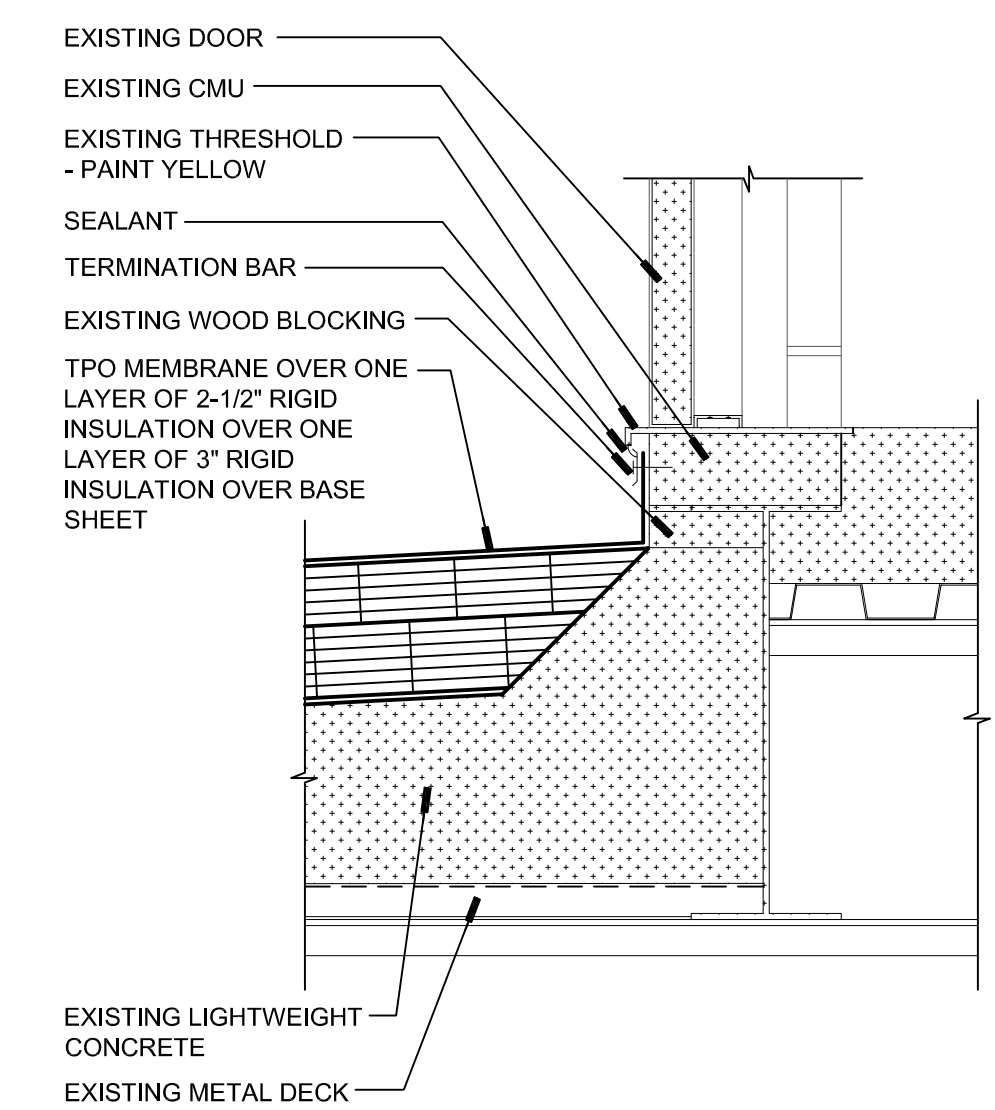 EXISTING DOOR
EXISTING CMU
EXISTING THRESHOLD
- PAINT YELLOW
SEALANT
TERMINATION BAR
EXISTING WOOD BLOCKING
TPO MEMBRANE OVER ONE
LAYER OF 2-1/2" RIGID
INSULATION OVER ONE
LAYER OF 3" RIGID
INSULATION OVER BASE
SHEET
EXISTING LIGHTWEIGHT
CONCRETE
EXISTING METAL DECK